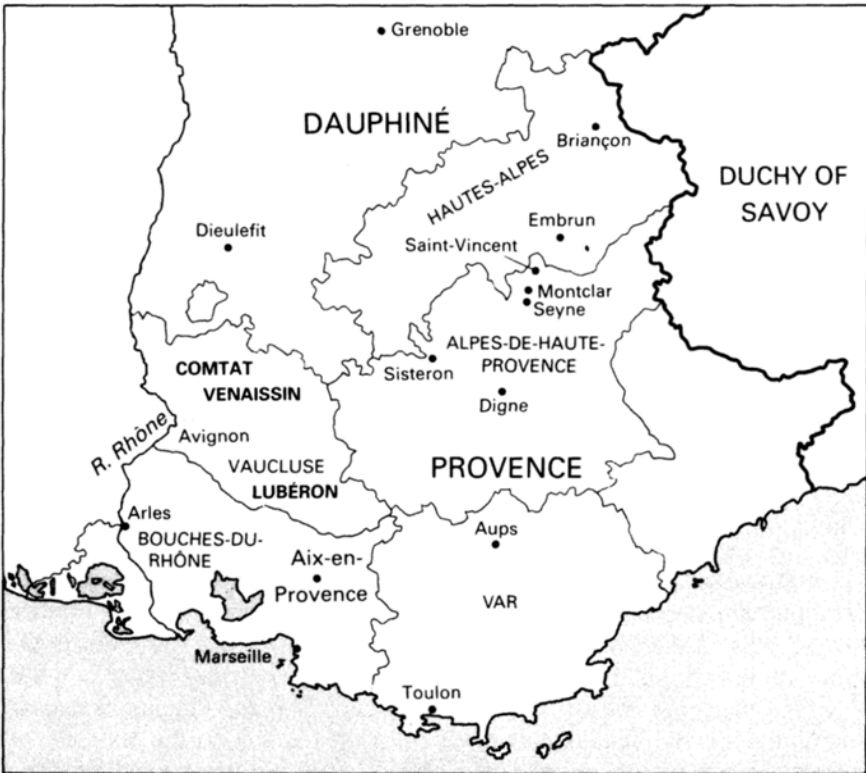 Grenoble
DAUPHINÉ
Briançon
HAUTES-ALPES
DUCHY OF
SAVOY
Dieulefit
Embrun
Saint-Vincent
Montclar
Seyne
ALPES-DE-HAUTE-
PROVENCE
Sisteron
COMTAT
VENAISSIN
Digne
R. Rhône
Avignon
VAUCLUSE
LUBÉRON
PROVENCE
Arles
BOUCHES-DU-
RHÔNE
Aix-en-
Provence
Aups
VAR
Marseille
Toulon